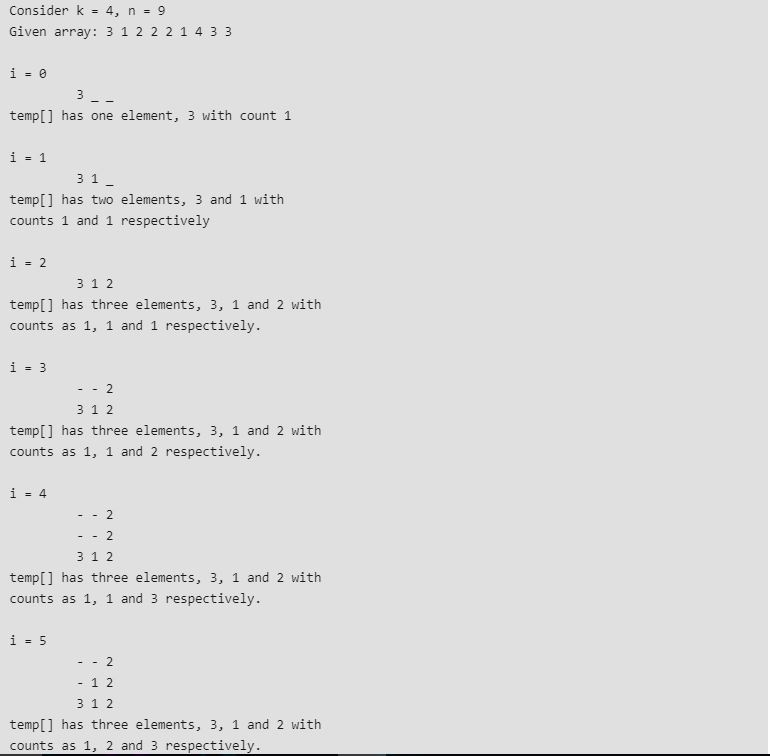 Consider k = 4, n = 9
Given array: 3 1 2 2 2 1 4 3 3
i = 0
3 _ _
temp[] has one element, 3 with count 1
i = 1
3 1 _
temp[] has two elements, 3 and 1 with
counts 1 and 1 respectively
i = 2
3 1 2
temp[] has three elements, 3, 1 and 2 with
counts as 1, 1 and 1 respectively.
i = 3
- - 2
3 1 2
temp[] has three elements, 3, 1 and 2 with
counts as 1, 1 and 2 respectively.
i = 4
- - 2
- - 2
3 1 2
temp[] has three elements, 3, 1 and 2 with
counts as 1, 1 and 3 respectively.
i = 5
- - 2
- 1 2
3 1 2
temp[] has three elements, 3, 1 and 2 with
counts as 1, 2 and 3 respectively.